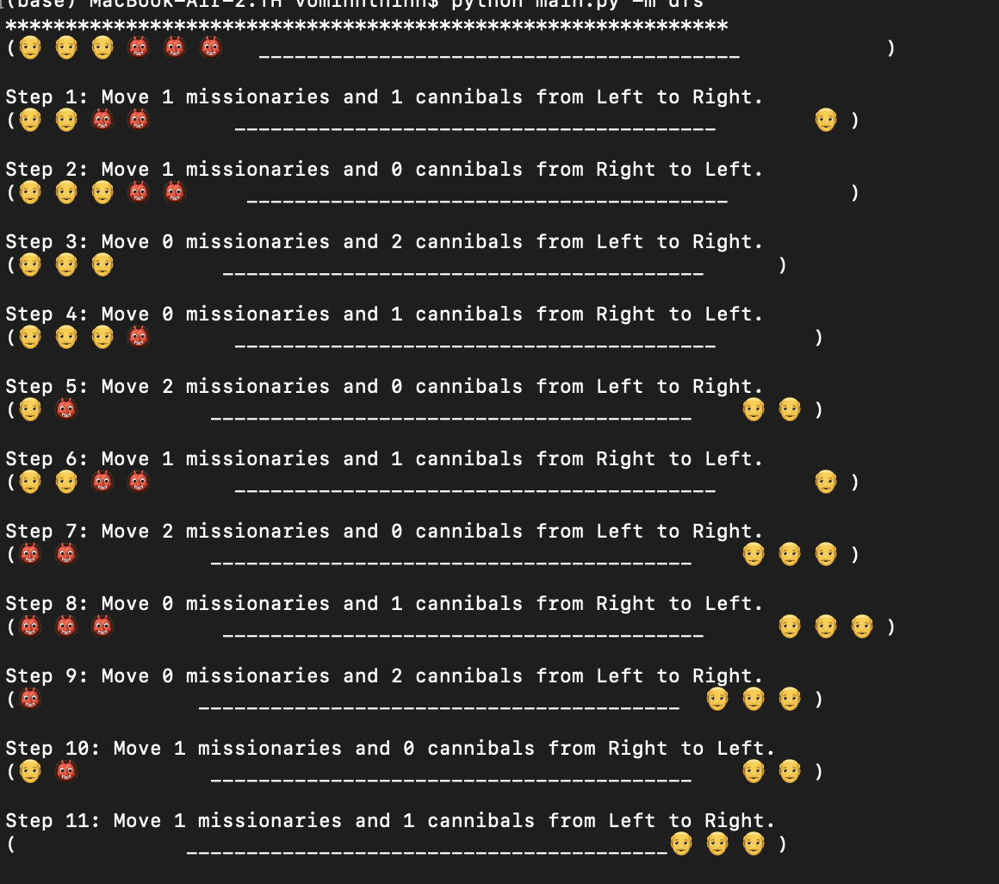 (base) MacBook-Air-2:TH vominhthinh$ python main.py -m dfs
************************************************************
(👴 👴 👴 👹 👹 👹   ________________________________________            )

Step 1: Move 1 missionaries and 1 cannibals from Left to Right.
(👴 👴 👹 👹       ________________________________________        👴 )

Step 2: Move 1 missionaries and 0 cannibals from Right to Left.
(👴 👴 👴 👹 👹     ________________________________________          )

Step 3: Move 0 missionaries and 2 cannibals from Left to Right.
(👴 👴 👴         ________________________________________      )

Step 4: Move 0 missionaries and 1 cannibals from Right to Left.
(👴 👴 👴 👹       ________________________________________        )

Step 5: Move 2 missionaries and 0 cannibals from Left to Right.
(👴 👹           ________________________________________    👴 👴 )

Step 6: Move 1 missionaries and 1 cannibals from Right to Left.
(👴 👴 👹 👹       ________________________________________        👴 )

Step 7: Move 2 missionaries and 0 cannibals from Left to Right.
(👹 👹           ________________________________________    👴 👴 👴 )

Step 8: Move 0 missionaries and 1 cannibals from Right to Left.
(👹 👹 👹         ________________________________________      👴 👴 👴 )

Step 9: Move 0 missionaries and 2 cannibals from Left to Right.
(👹             ________________________________________  👴 👴 👴 )

Step 10: Move 1 missionaries and 0 cannibals from Right to Left.
(👴 👹           ________________________________________    👴 👴 )

Step 11: Move 1 missionaries and 1 cannibals from Left to Right.
(              ________________________________________👴 👴 👴 )